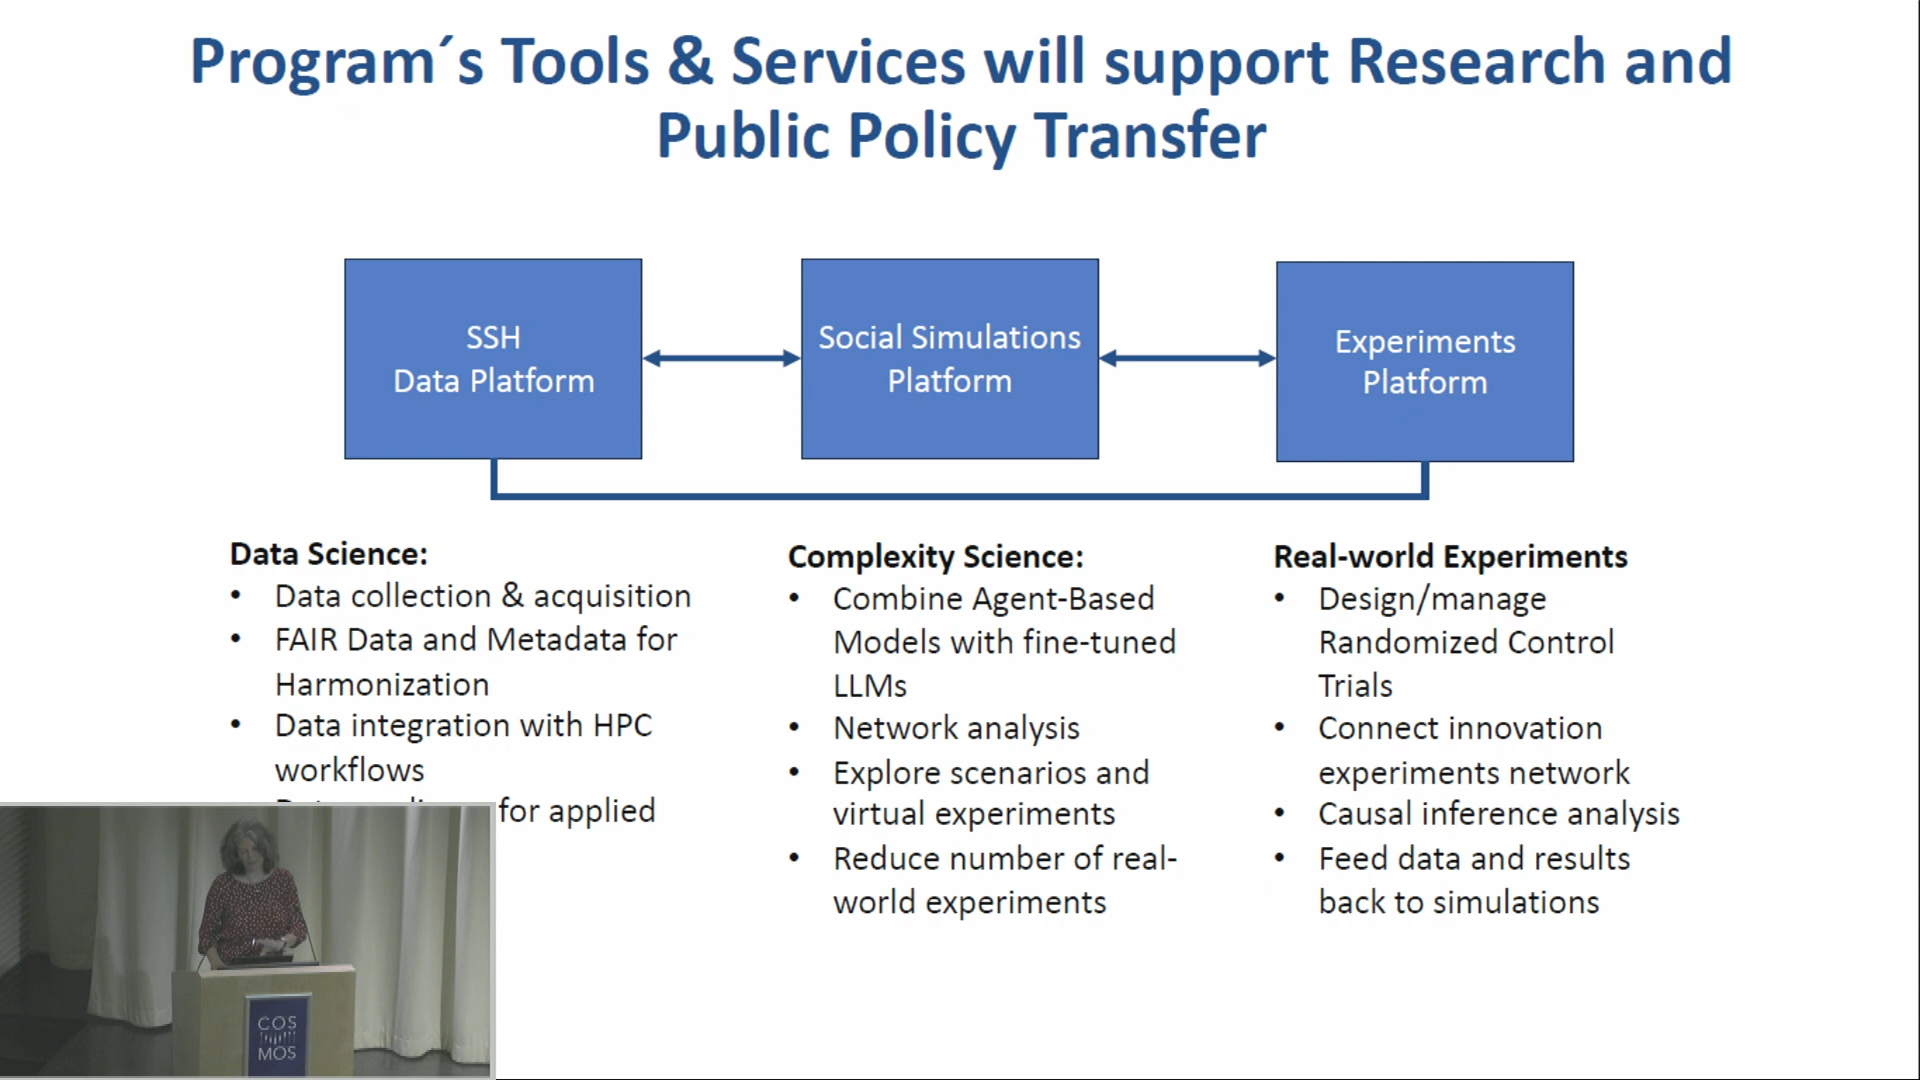 Program´s Tools & Services will support Research and
Public Policy Transfer
SSH
Data Platform
Social Simulations
Platform
Experiments
Platform
Data Science:
• Data collection & acquisition
• FAIR Data and Metadata for
Harmonization
• Data integration with HPC
workflows
for applied
Complexity Science:
• Combine Agent-Based
Models with fine-tuned
LLMs
• Network analysis
• Explore scenarios and
virtual experiments
• Reduce number of real-
world experiments
Real-world Experiments
• Design/manage
Randomized Control
Trials
• Connect innovation
experiments network
• Causal inference analysis
• Feed data and results
back to simulations
COS
MOS